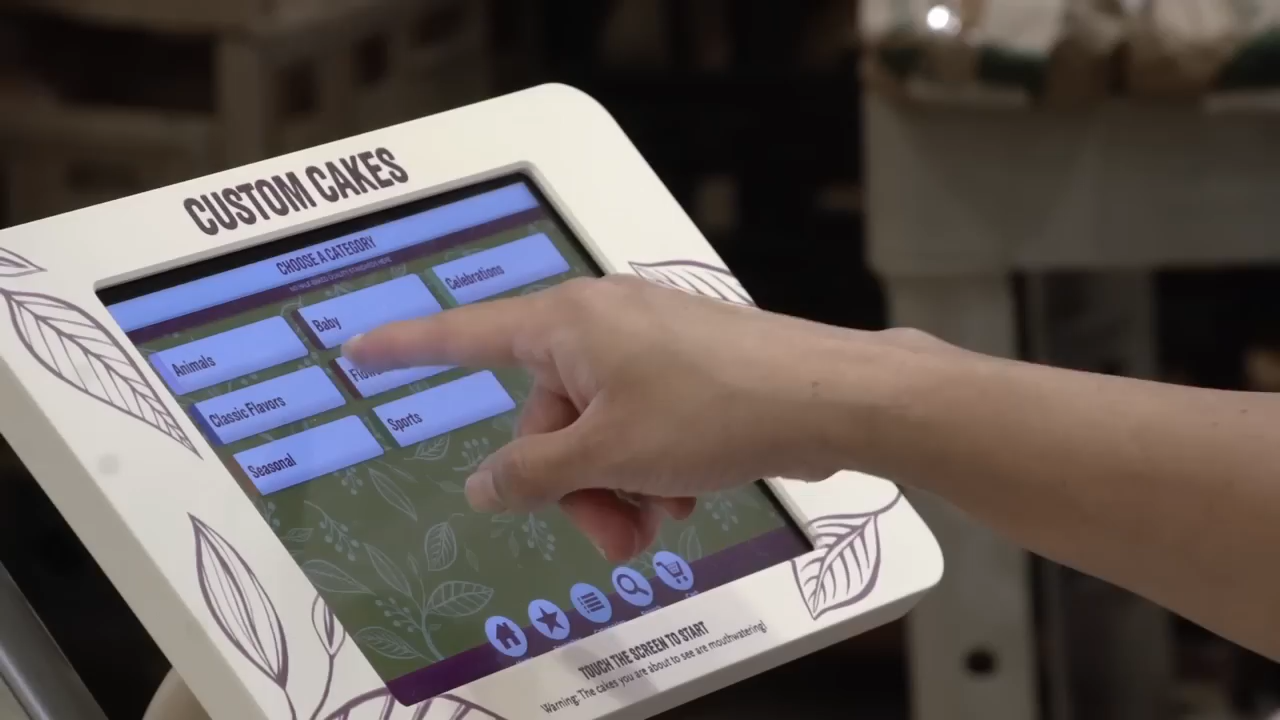 CUSTOM CAKES
CHOOSE A CATEGORY
Animals
Baby
Celebrations
Classic Flavors
Seasonal
Sports
TOUCH THE SCREEN TO START
Warning: The cakes you are about to see are mouthwatering!